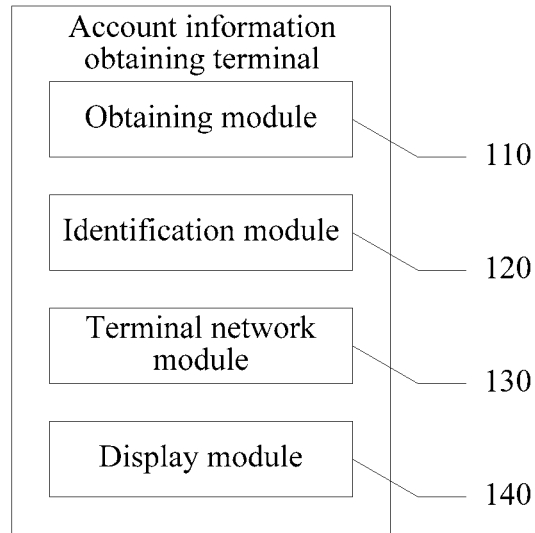 Account information
obtaining terminal
Obtaining module
110
Identification module
120
Terminal network
module
130
Display module
140